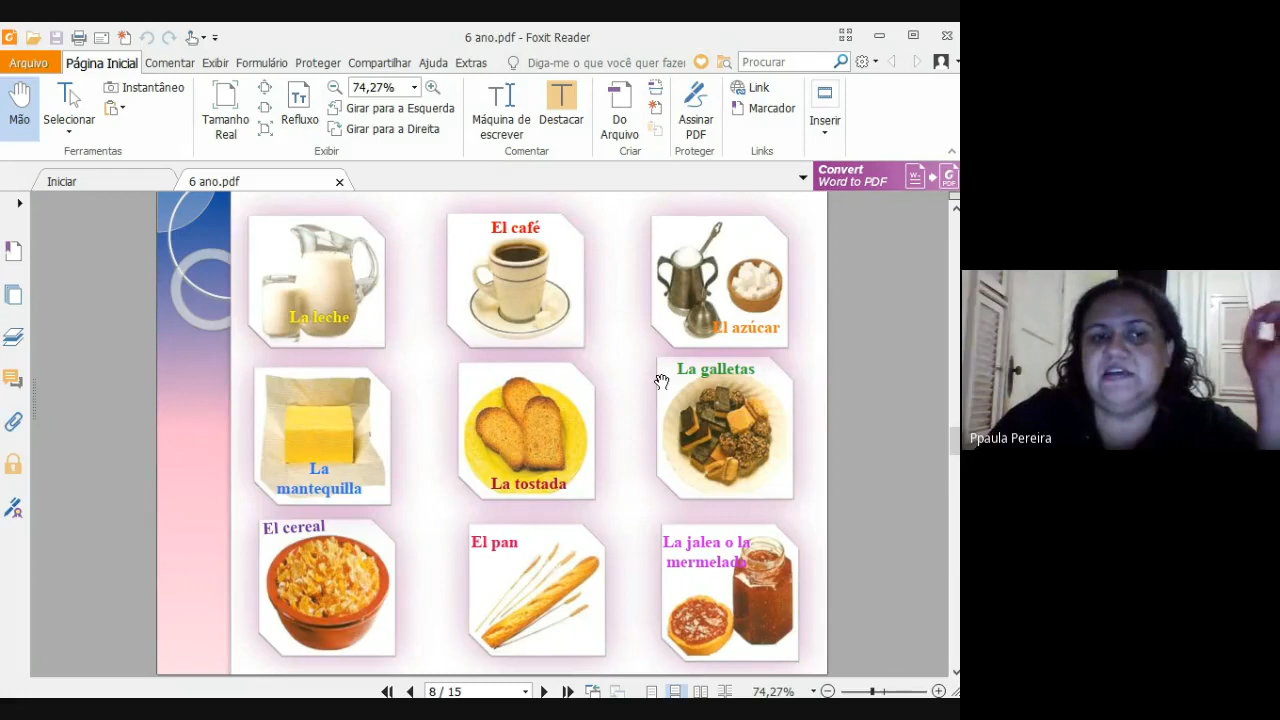 6 ano.pdf - Foxit Reader
Arquivo
Página Inicial
Comentar
Exibir
Formulário
Proteger
Compartilhar
Ajuda
Extras
Diga-me o que você quer fazer
Procurar
Mão
Selecionar
Instantâneo
Ferramentas
Tamanho
Real
Refluxo
74,27%
Girar para a Esquerda
Girar para a Direita
Exibir
Máquina de
escrever
Destacar
Comentar
Do
Arquivo
Criar
Assinar
PDF
Proteger
Link
Marcador
Links
Inserir
Iniciar
6 ano.pdf
Convert
Word to PDF
La leche
El café
El azúcar
La
mantequilla
La tostada
La galletas
El cereal
El pan
La jalea o la
mermelada
Ppaula Pereira
8 / 15
74,27%